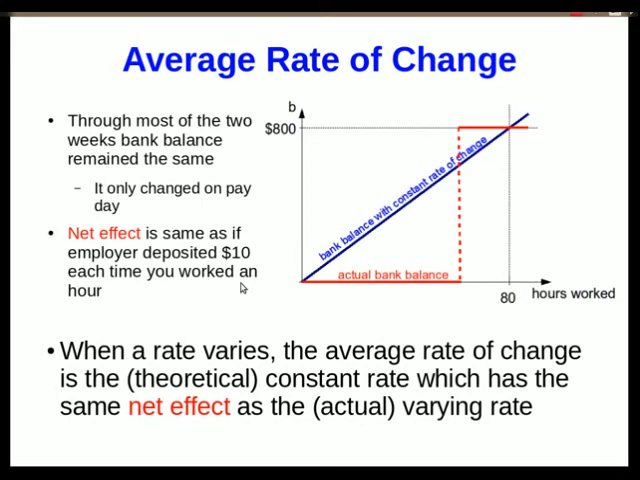 Average Rate of Change
• Through most of the two
weeks bank balance
remained the same
– It only changed on pay
day
• Net effect is same as if
employer deposited $10
each time you worked an
hour
b
$800
bank balance with constant rate of change
actual bank balance
80
hours worked
• When a rate varies, the average rate of change
is the (theoretical) constant rate which has the
same net effect as the (actual) varying rate